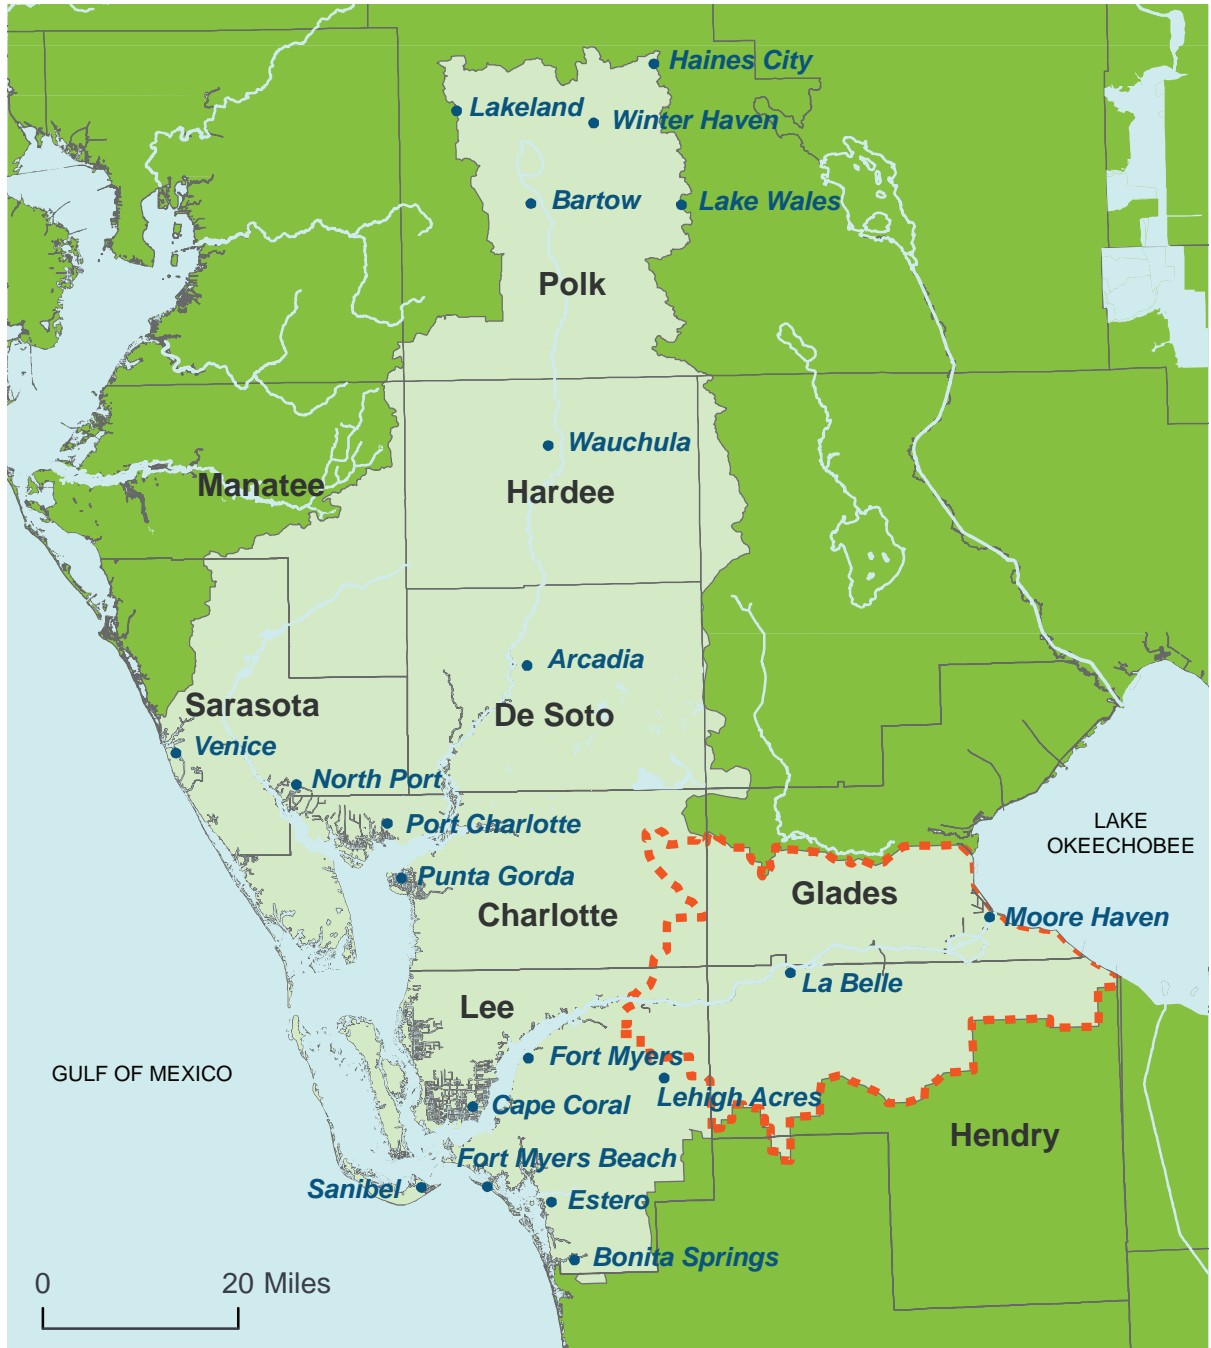 Haines City
Lakeland
Winter Haven
Bartow
Lake Wales
Polk
Wauchula
Manatee
Hardee
Arcadia
Sarasota
De Soto
Venice
North Port
Port Charlotte
LAKE
OKEECHOBEE
Punta Gorda
Glades
Charlotte
Moore Haven
La Belle
Lee
Fort Myers
GULF OF MEXICO
Lehigh Acres
Cape Coral
Hendry
Fort Myers Beach
Sanibel
Estero
Bonita Springs
0 20 Miles